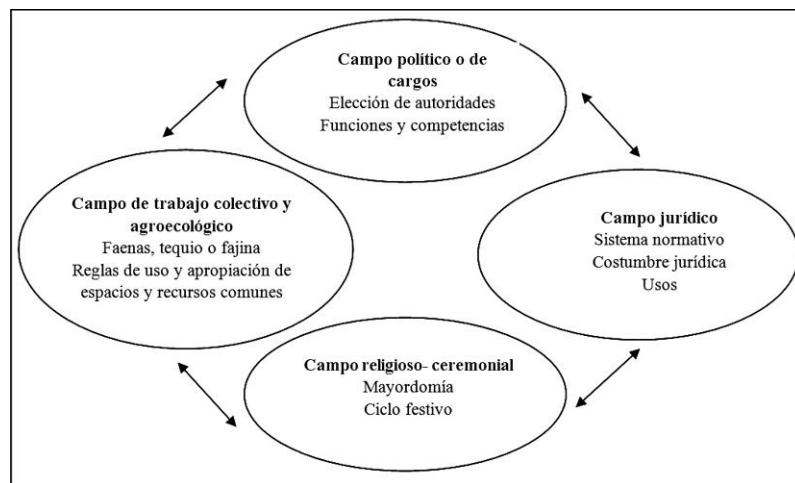 Campo político o de
cargos
Elección de autoridades
Funciones y competencias
Campo de trabajo colectivo y
agroecológico
Faenas, tequio o fajina
Reglas de uso y apropiación de
espacios y recursos comunes
Campo jurídico
Sistema normativo
Costumbre jurídica
Usos
Campo religioso- ceremonial
Mayordomía
Ciclo festivo